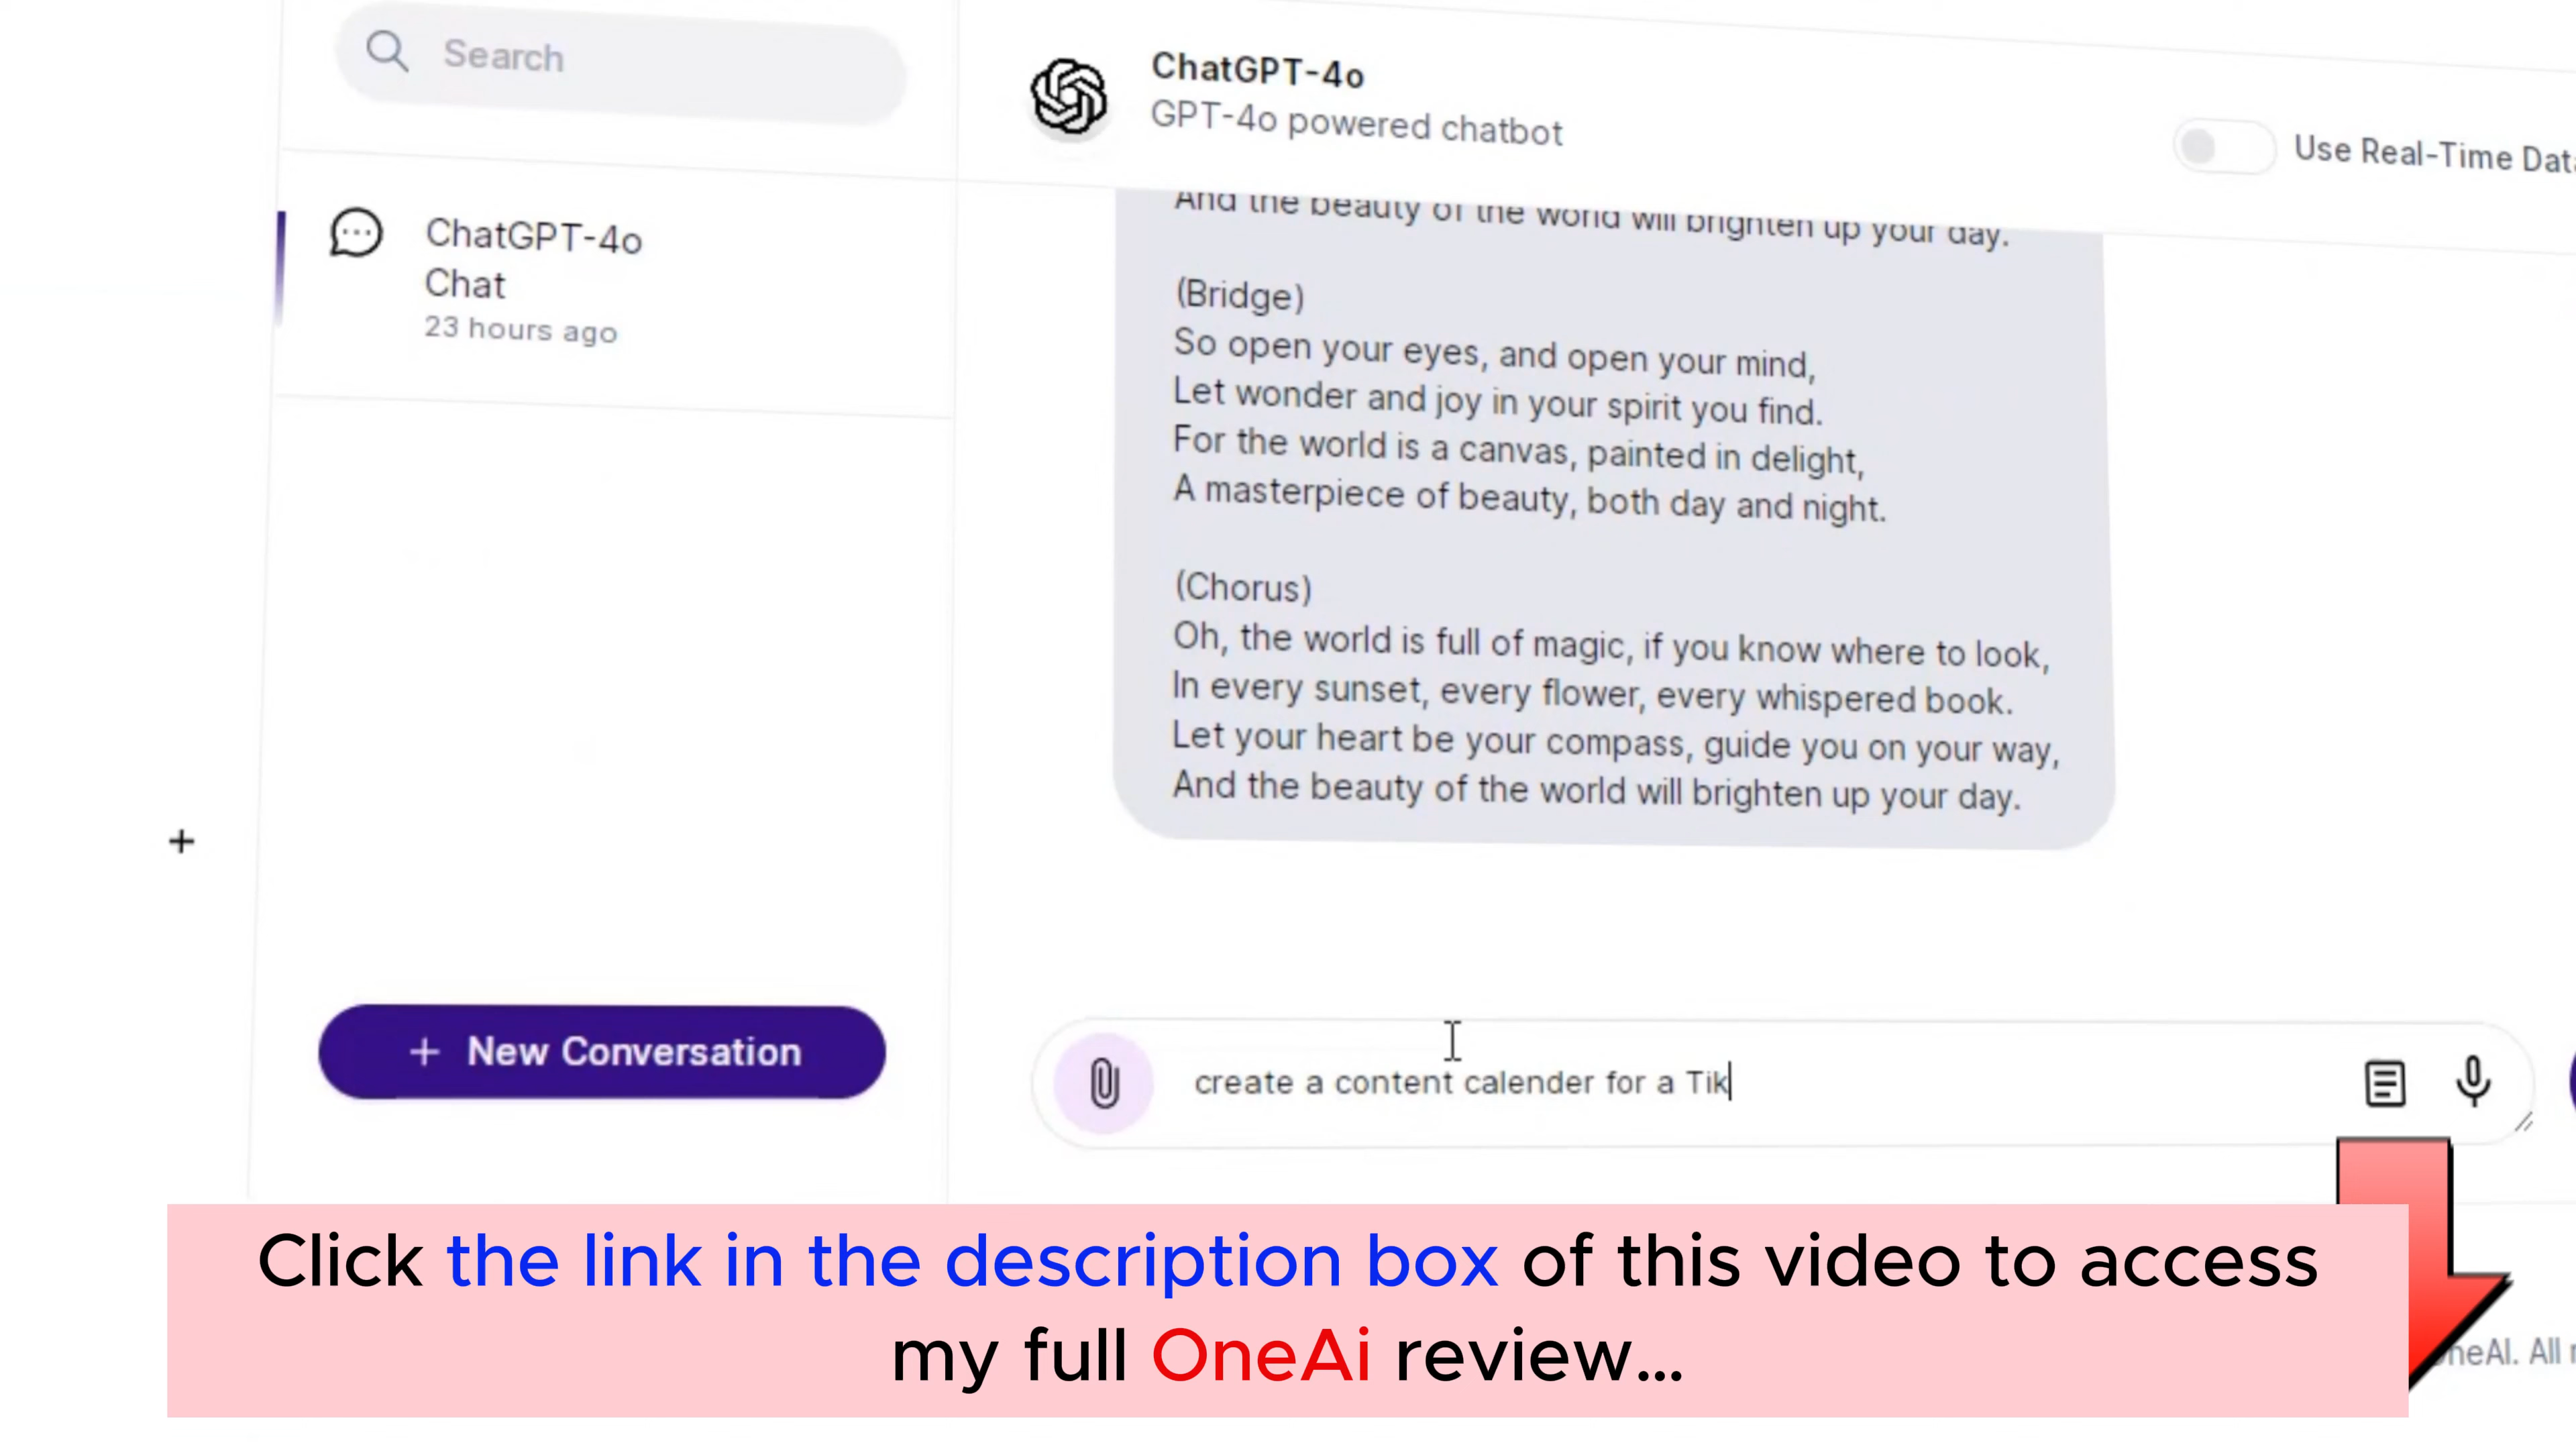 Search
ChatGPT-4o
GPT-4o powered chatbot
Use Real-Time
ChatGPT-4o
Chat
23 hours ago
And the beauty of the world will brighten up your day.
(Bridge)
So open your eyes, and open your mind,
Let wonder and joy in your spirit you find.
For the world is a canvas, painted in delight,
A masterpiece of beauty, both day and night.
(Chorus)
Oh, the world is full of magic, if you know where to look,
In every sunset, every flower, every whispered book.
Let your heart be your compass, guide you on your way,
And the beauty of the world will brighten up your day.
+ New Conversation
create a content calender for a Tik
Click the link in the description box of this video to access
my full OneAi review...
All